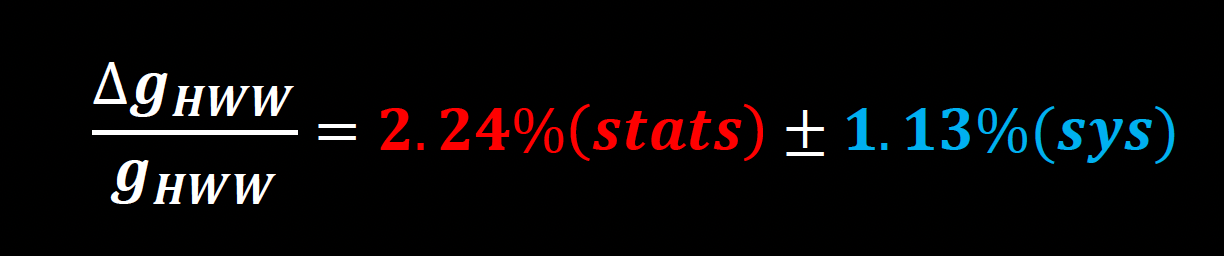 Δg_HWW / g_HWW = 2.24%(stats) ± 1.13%(sys)